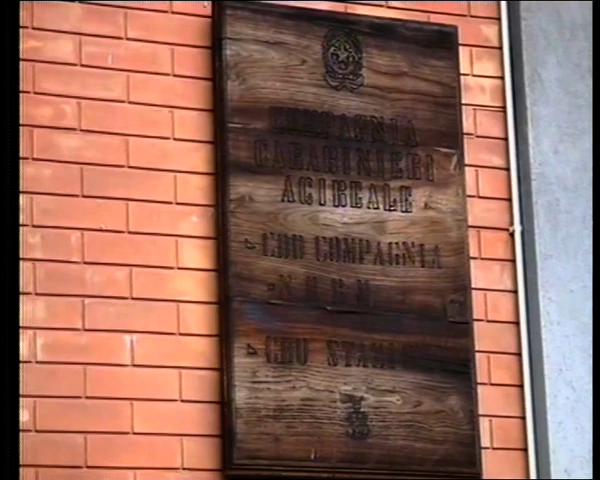 COMPAGNIA
CARABINIERI
ACIREALE
CDO COMPAGNIA
N O R M
CDO STAZIONE